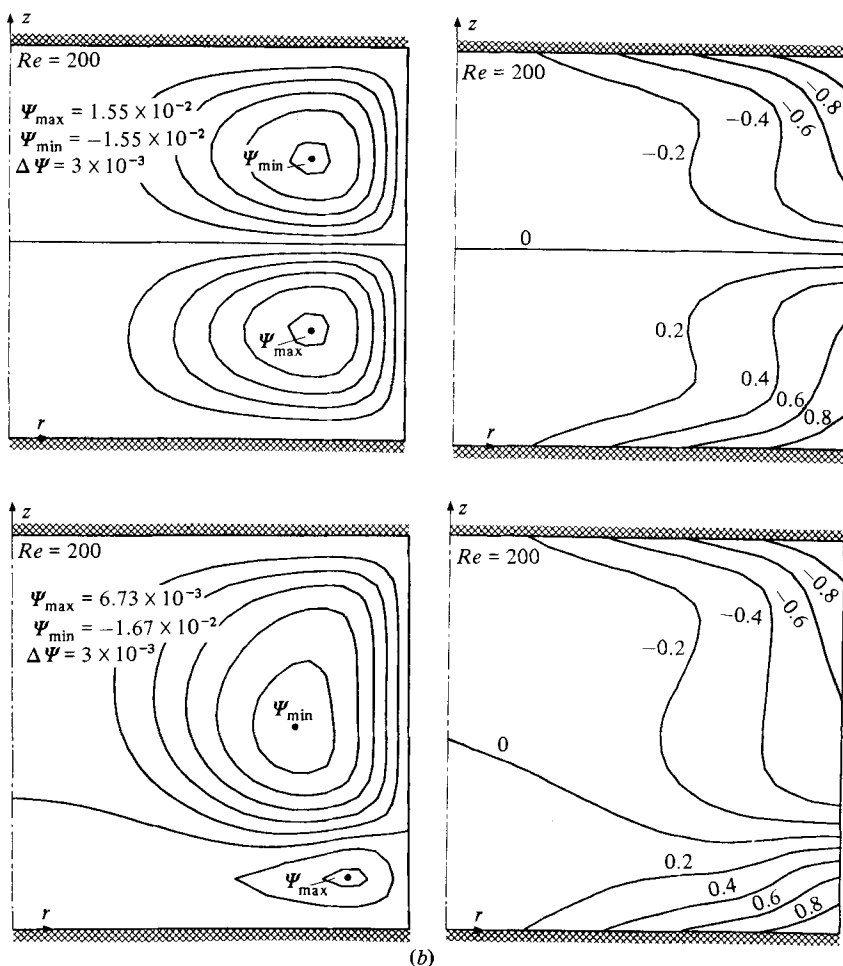 z
Re = 200
Ψmax = 1.55 × 10⁻²
Ψmin = −1.55 × 10⁻²
ΔΨ = 3 × 10⁻³
Ψmin
Ψmax
r
z
Re = 200
−0.8
−0.6
−0.4
−0.2
0
0.2
0.4
0.6
0.8
r
z
Re = 200
Ψmax = 6.73 × 10⁻³
Ψmin = −1.67 × 10⁻²
ΔΨ = 3 × 10⁻³
Ψmin
Ψmax
r
z
Re = 200
−0.8
−0.6
−0.4
−0.2
0
0.2
0.4
0.6
0.8
r
(b)